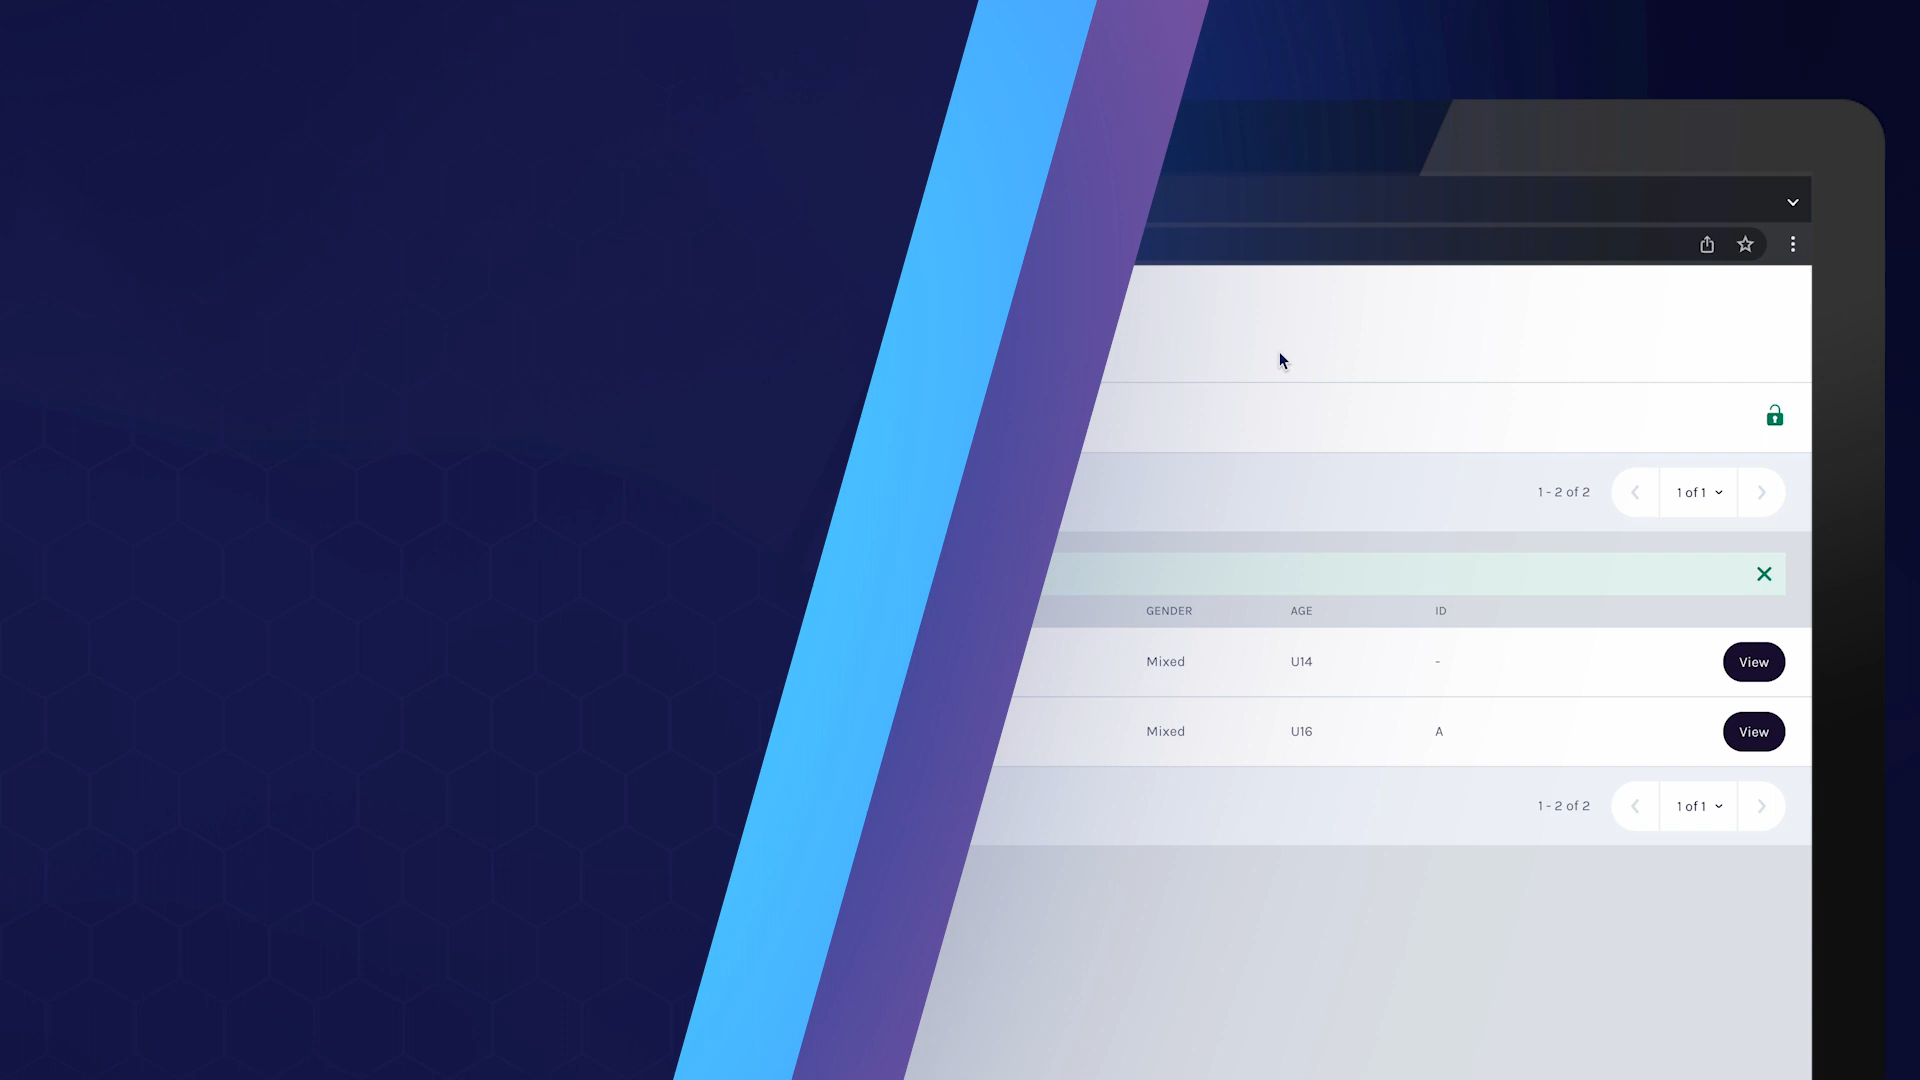 1 - 2 of 2 1 of 1
GENDER AGE ID
Mixed U14 - View
Mixed U16 A View
1 - 2 of 2 1 of 1